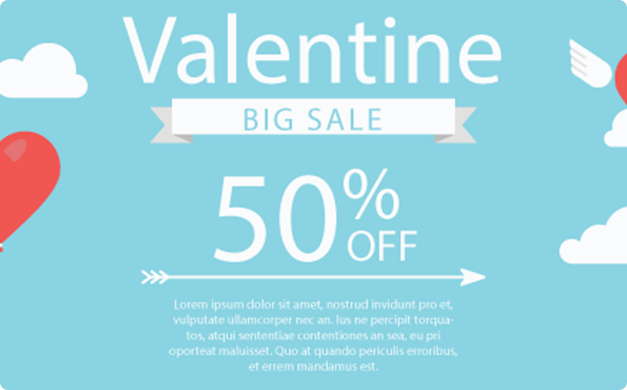 Valentine
BIG SALE
50%
OFF
Lorem ipsum dolor sit amet, nostrud invidunt pro et,
vulputate ullamcorper nec an. Ius ne percipit torqua-
tos, atqui sententiae contentiones an sea, eu pri
oporteat maluisset. Quo at quando periculis erroribus,
et errem mandamus est.